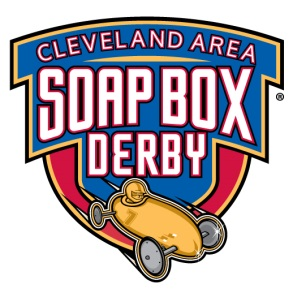 CLEVELAND AREA
SOAP BOX
DERBY
®